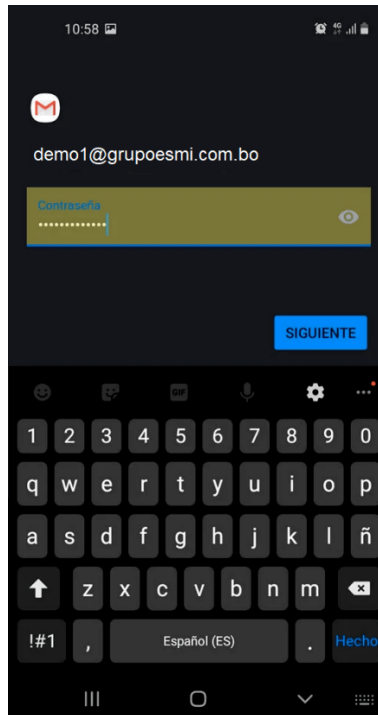 10:58
4G
demo1@grupoesmi.com.bo
Contraseña
•••••••••••••
SIGUIENTE
GIF
1 2 3 4 5 6 7 8 9 0
q w e r t y u i o p
a s d f g h j k l ñ
z x c v b n m
!#1 , Español (ES) . Hecho